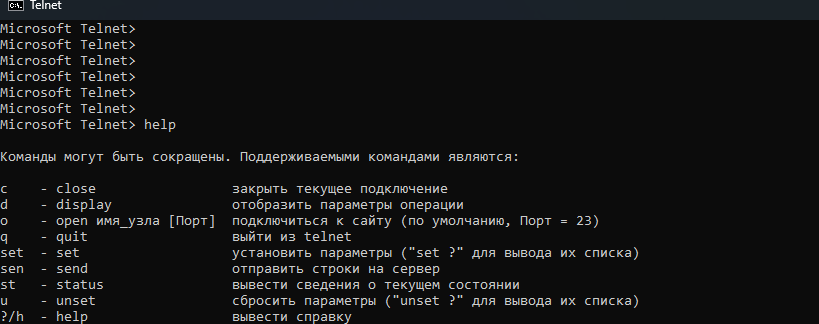 Telnet
Microsoft Telnet>
Microsoft Telnet>
Microsoft Telnet>
Microsoft Telnet>
Microsoft Telnet>
Microsoft Telnet>
Microsoft Telnet> help
Команды могут быть сокращены. Поддерживаемыми командами являются:
c    - close                 закрыть текущее подключение
d    - display               отобразить параметры операции
o    - open имя_узла [Порт]  подключиться к сайту (по умолчанию, Порт = 23)
q    - quit                  выйти из telnet
set  - set                   установить параметры ("set ?" для вывода их списка)
sen  - send                  отправить строки на сервер
st   - status                вывести сведения о текущем состоянии
u    - unset                 сбросить параметры ("unset ?" для вывода их списка)
?/h  - help                  вывести справку